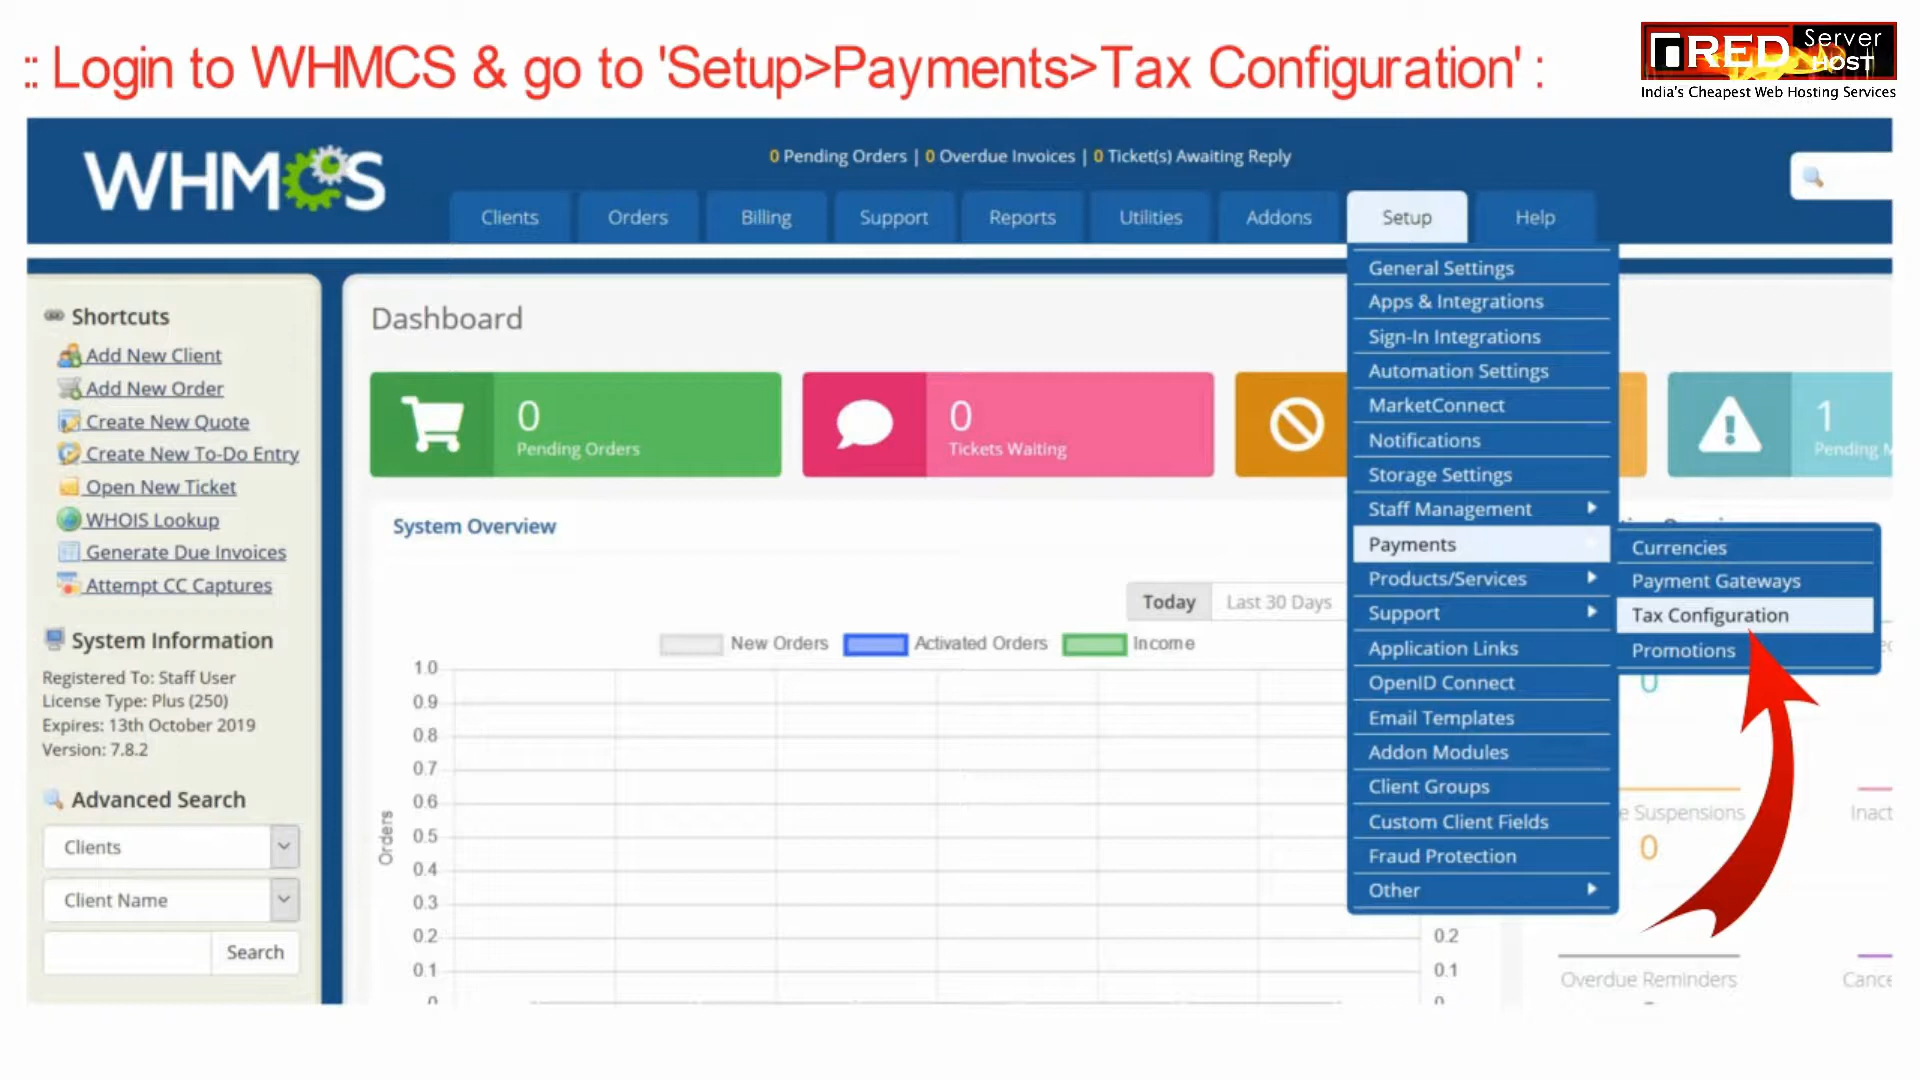 :: Login to WHMCS & go to 'Setup>Payments>Tax Configuration' :
RED Server HOST
India's Cheapest Web Hosting Services
WHMCS
0 Pending Orders | 0 Overdue Invoices | 0 Ticket(s) Awaiting Reply
Clients Orders Billing Support Reports Utilities Addons Setup Help
Shortcuts
Add New Client
Add New Order
Create New Quote
Create New To-Do Entry
Open New Ticket
WHOIS Lookup
Generate Due Invoices
Attempt CC Captures
System Information
Registered To: Staff User
License Type: Plus (250)
Expires: 13th October 2019
Version: 7.8.2
Advanced Search
Clients
Client Name
Search
Dashboard
0
Pending Orders
0
Tickets Waiting
1
Pending
System Overview
Today Last 30 Days
New Orders Activated Orders Income
1.0
0.9
0.8
0.7
0.6
0.5
0.4
0.3
0.2
0.1
0
Orders
General Settings
Apps & Integrations
Sign-In Integrations
Automation Settings
MarketConnect
Notifications
Storage Settings
Staff Management
Payments
Products/Services
Support
Application Links
OpenID Connect
Email Templates
Addon Modules
Client Groups
Custom Client Fields
Fraud Protection
Other
Currencies
Payment Gateways
Tax Configuration
Promotions
0
Suspensions
0
0.2
0.1
0
Overdue Reminders